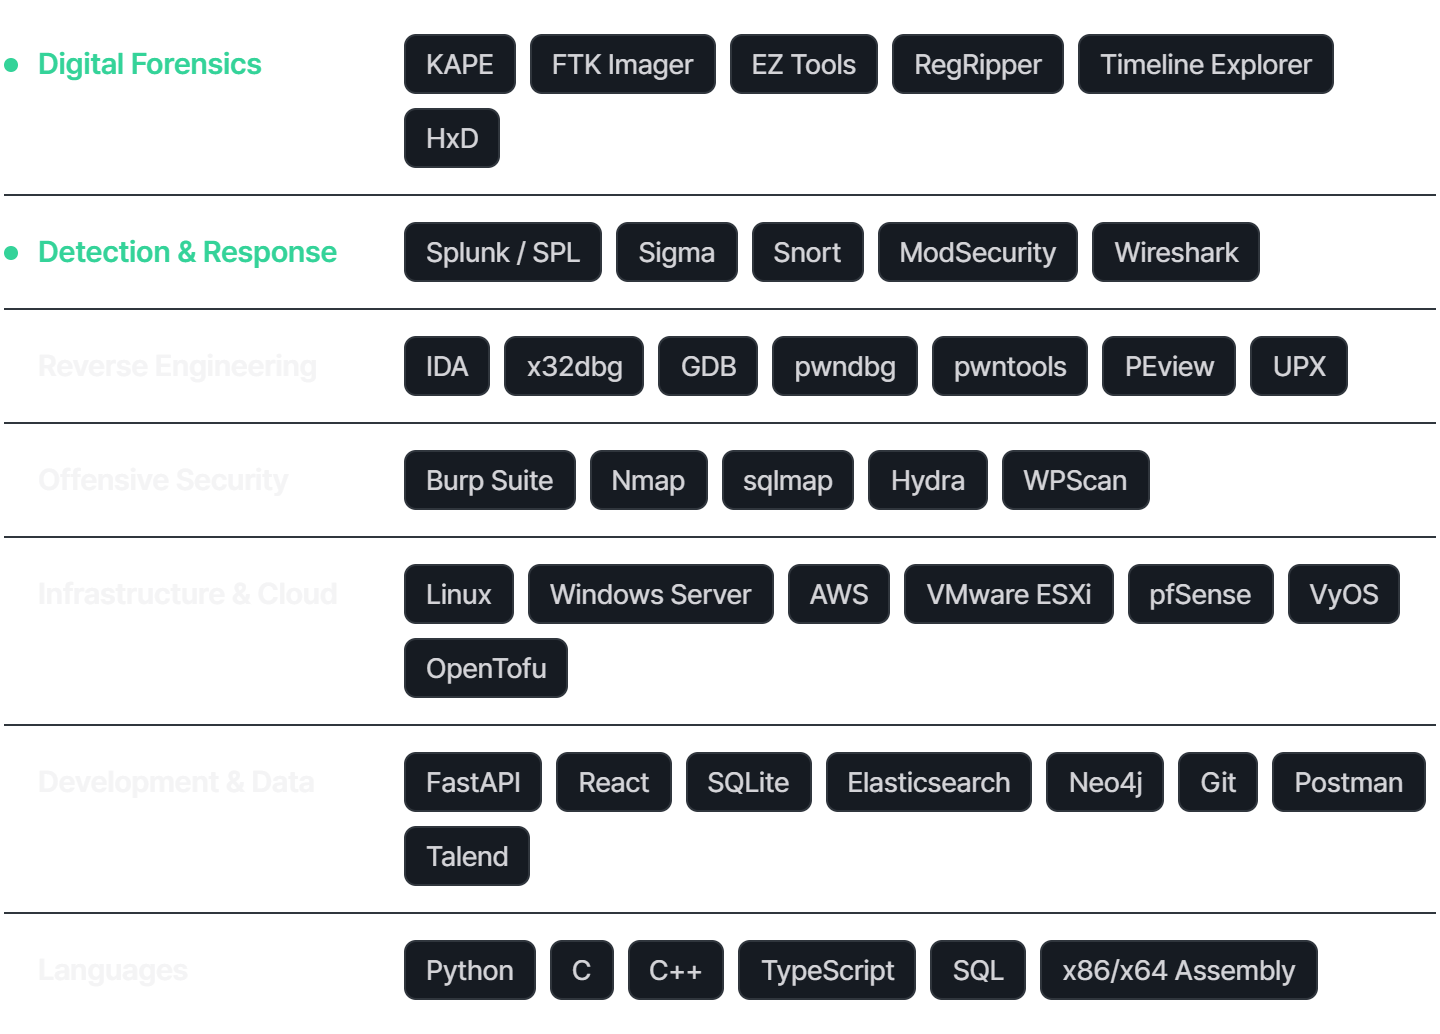 Digital Forensics KAPE FTK Imager EZ Tools RegRipper Timeline Explorer
HxD
Detection & Response Splunk / SPL Sigma Snort ModSecurity Wireshark
Reverse Engineering IDA x32dbg GDB pwndbg pwntools PEview UPX
Offensive Security Burp Suite Nmap sqlmap Hydra WPScan
Infrastructure & Cloud Linux Windows Server AWS VMware ESXi pfSense VyOS
OpenTofu
Development & Data FastAPI React SQLite Elasticsearch Neo4j Git Postman
Talend
Languages Python C C++ TypeScript SQL x86/x64 Assembly